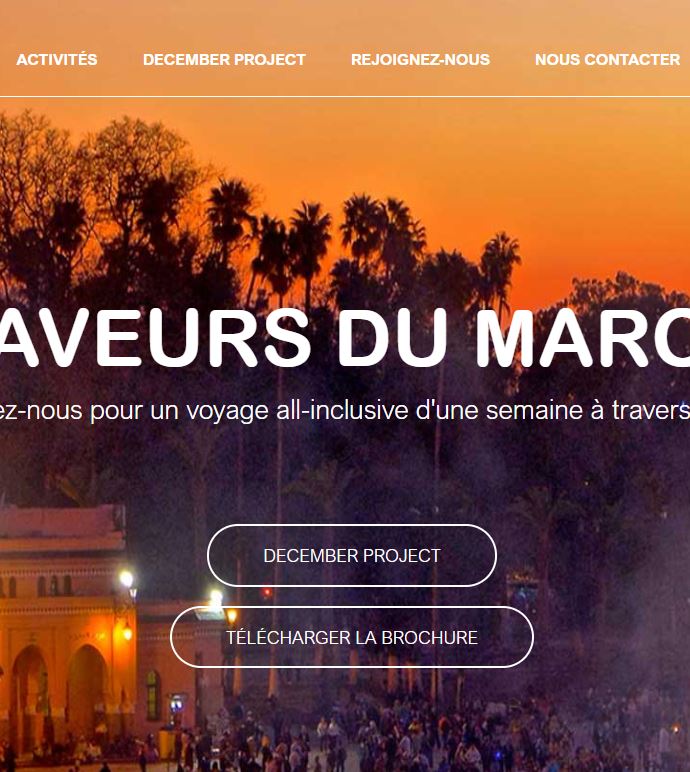 ACTIVITÉS DECEMBER PROJECT REJOIGNEZ-NOUS NOUS CONTACTER
AVEURS DU MARO
ez-nous pour un voyage all-inclusive d'une semaine à travers
DECEMBER PROJECT
TÉLÉCHARGER LA BROCHURE